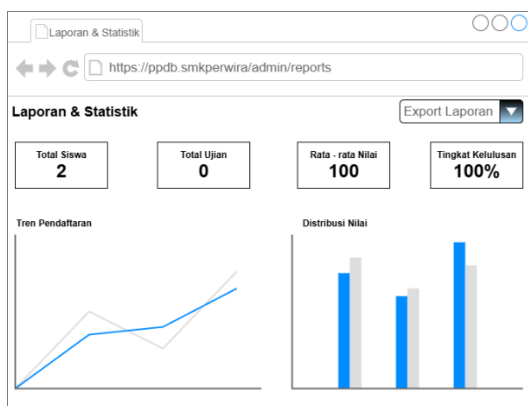 Laporan & Statistik
https://ppdb.smkperwira/admin/reports
Laporan & Statistik
Export Laporan
Total Siswa
2
Total Ujian
0
Rata - rata Nilai
100
Tingkat Kelulusan
100%
Tren Pendaftaran
Distribusi Nilai